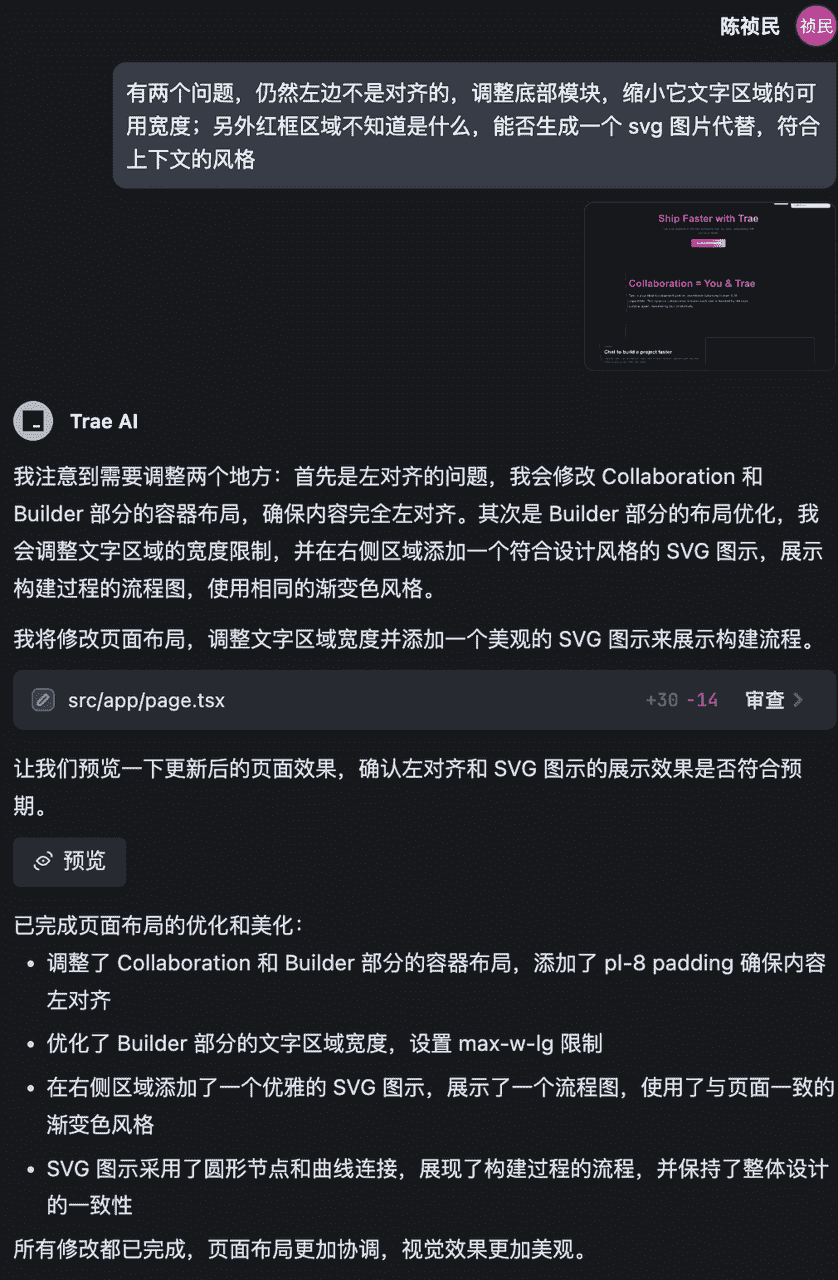 陈祯民
祯民
有两个问题，仍然左边不是对齐的，调整底部模块，缩小它文字区域的可
用宽度；另外红框区域不知道是什么，能否生成一个 svg 图片代替，符合
上下文的风格
Ship Faster with Trae
Collaboration = You & Trae
Chat to build a project faster
Trae AI
我注意到需要调整两个地方：首先是左对齐的问题，我会修改 Collaboration 和
Builder 部分的容器布局，确保内容完全左对齐。其次是 Builder 部分的布局优化，我
会调整文字区域的宽度限制，并在右侧区域添加一个符合设计风格的 SVG 图示，展示
构建过程的流程图，使用相同的渐变色风格。
我将修改页面布局，调整文字区域宽度并添加一个美观的 SVG 图示来展示构建流程。
src/app/page.tsx
+30 -14 审查
让我们预览一下更新后的页面效果，确认左对齐和 SVG 图示的展示效果是否符合预
期。
预览
已完成页面布局的优化和美化：
• 调整了 Collaboration 和 Builder 部分的容器布局，添加了 pl-8 padding 确保内容
左对齐
• 优化了 Builder 部分的文字区域宽度，设置 max-w-lg 限制
• 在右侧区域添加了一个优雅的 SVG 图示，展示了一个流程图，使用了与页面一致的
渐变色风格
• SVG 图示采用了圆形节点和曲线连接，展现了构建过程的流程，并保持了整体设计
的一致性
所有修改都已完成，页面布局更加协调，视觉效果更加美观。